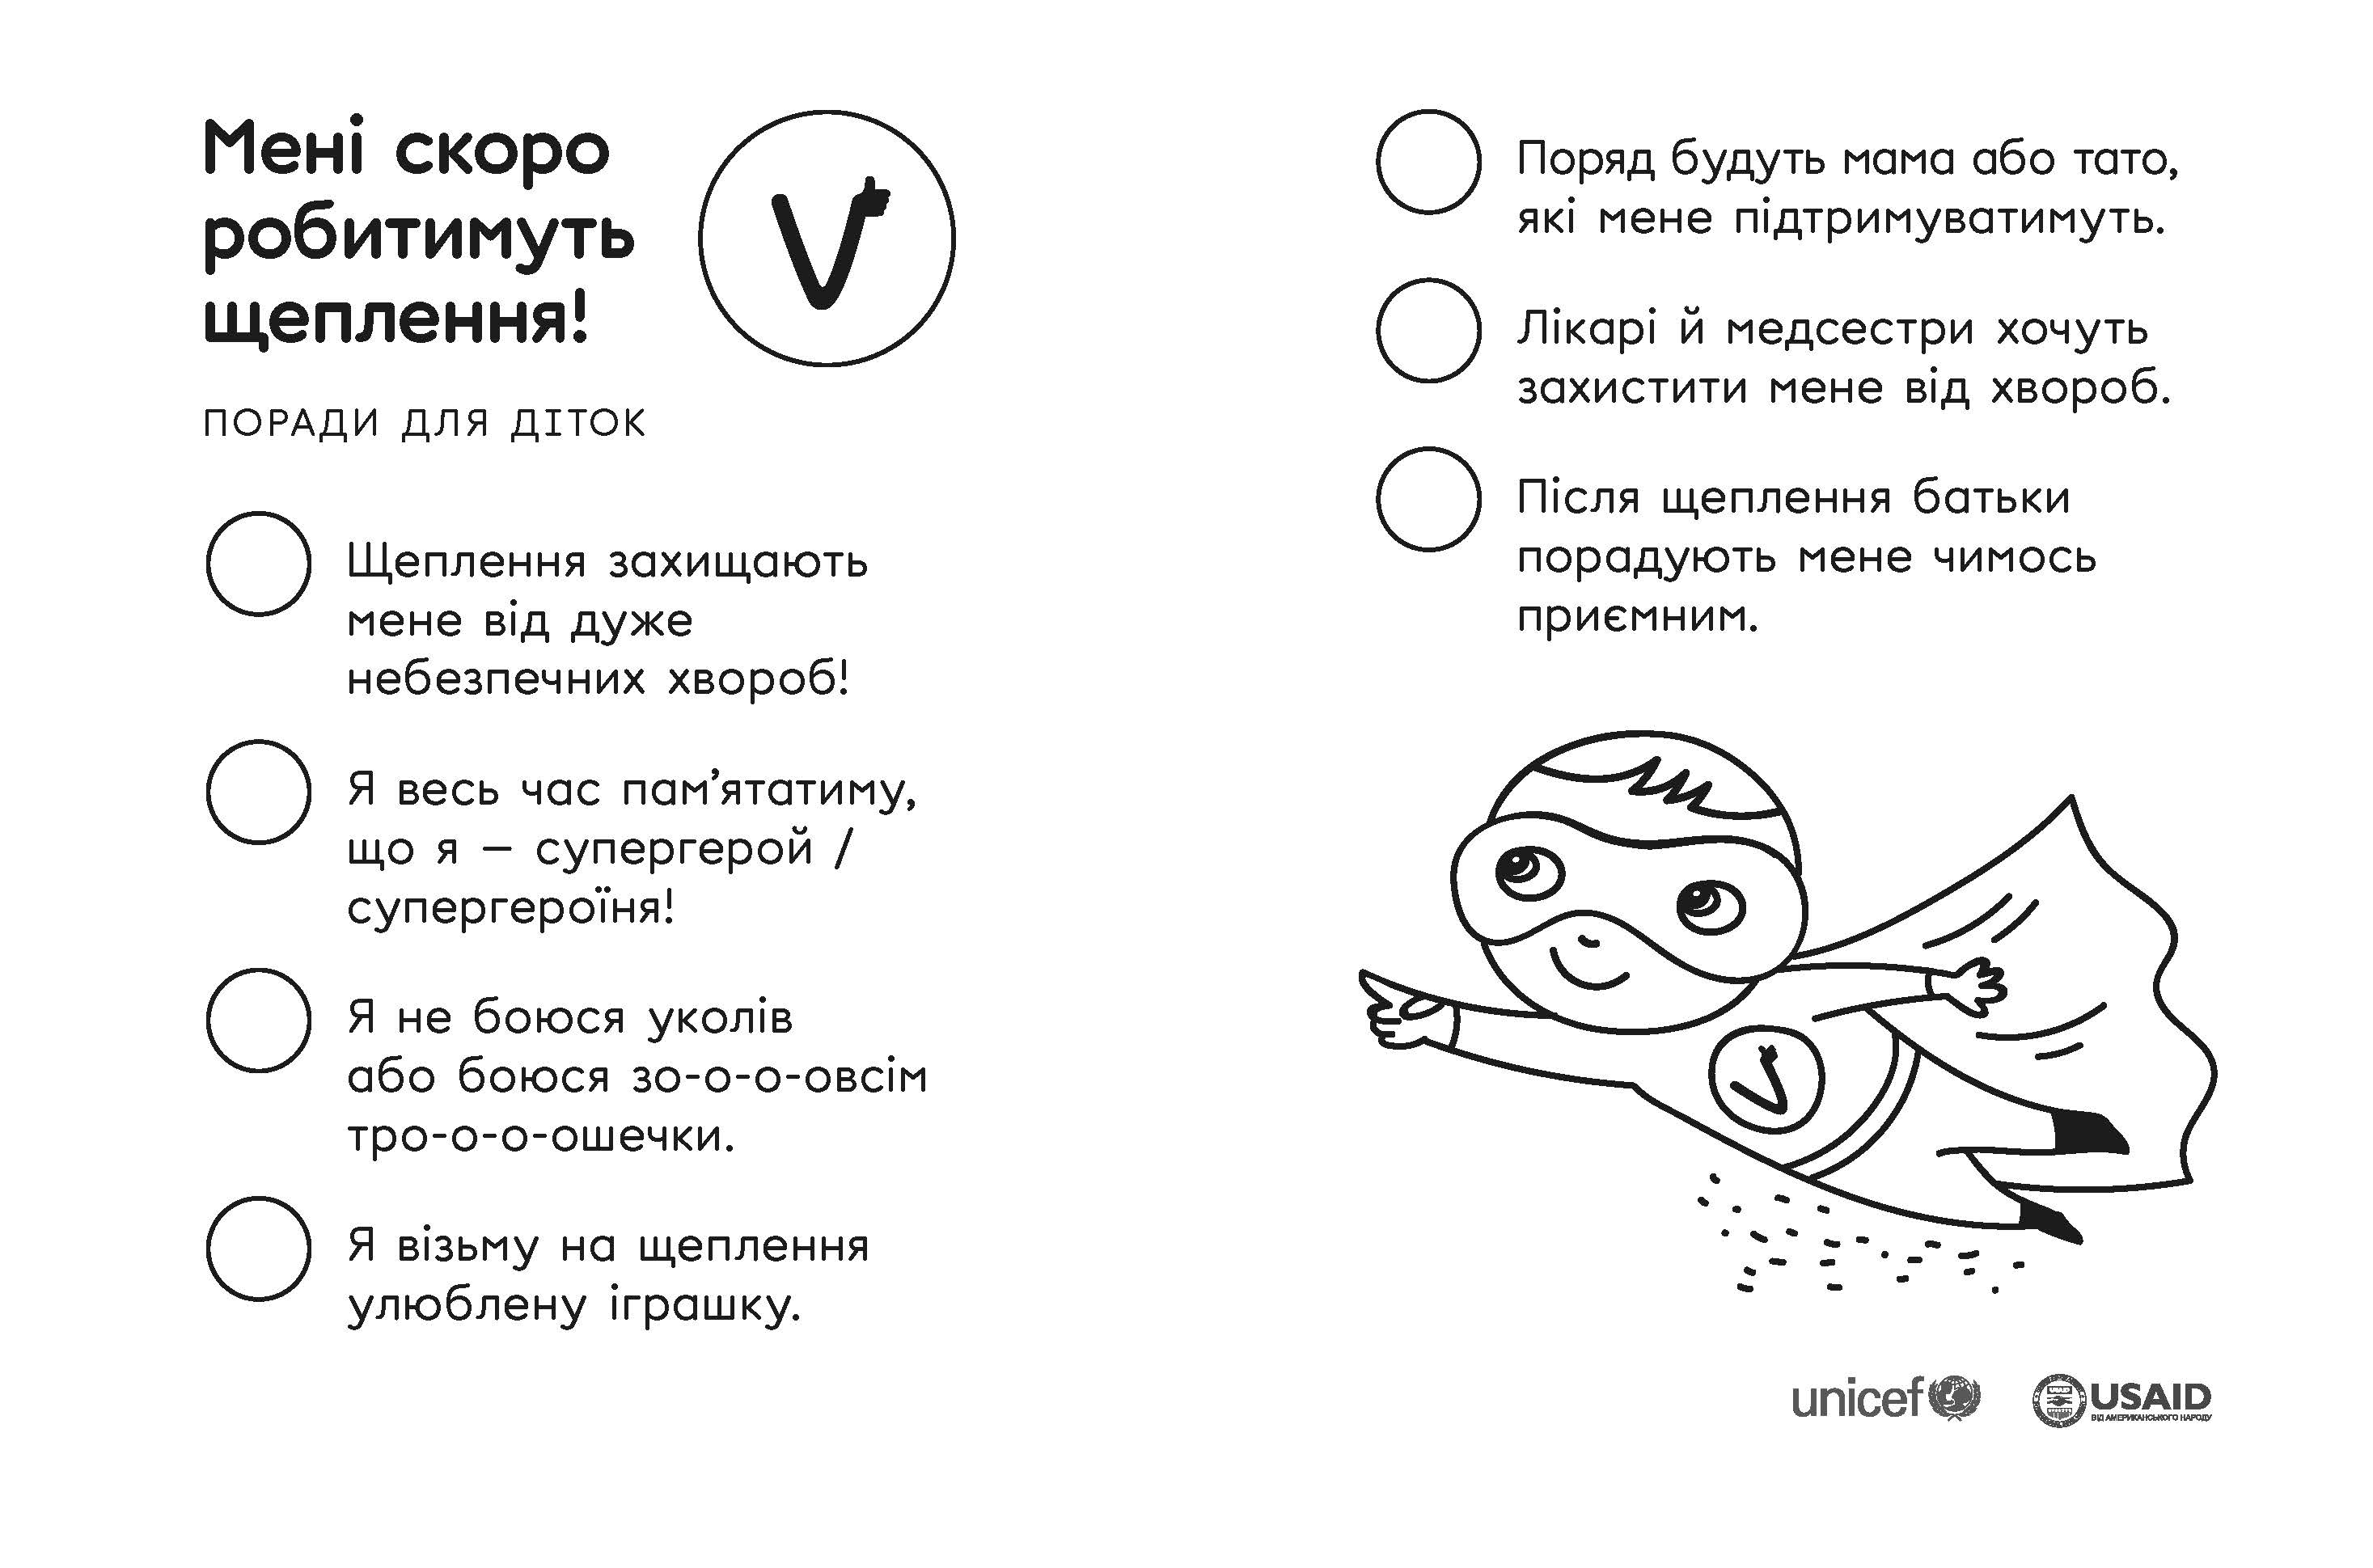 Мені скоро
робитимуть
щеплення!
ПОРАДИ ДЛЯ ДІТОК
Щеплення захищають
мене від дуже
небезпечних хвороб!
Я весь час пам’ятатиму,
що я – супергерой /
супергероїня!
Я не боюся уколів
або боюся зо-о-о-овсім
тро-о-о-ошечки.
Я візьму на щеплення
улюблену іграшку.
Поряд будуть мама або тато,
які мене підтримуватимуть.
Лікарі й медсестри хочуть
захистити мене від хвороб.
Після щеплення батьки
порадують мене чимось
приємним.
unicef
USAID
ВІД АМЕРИКАНСЬКОГО НАРОДУ